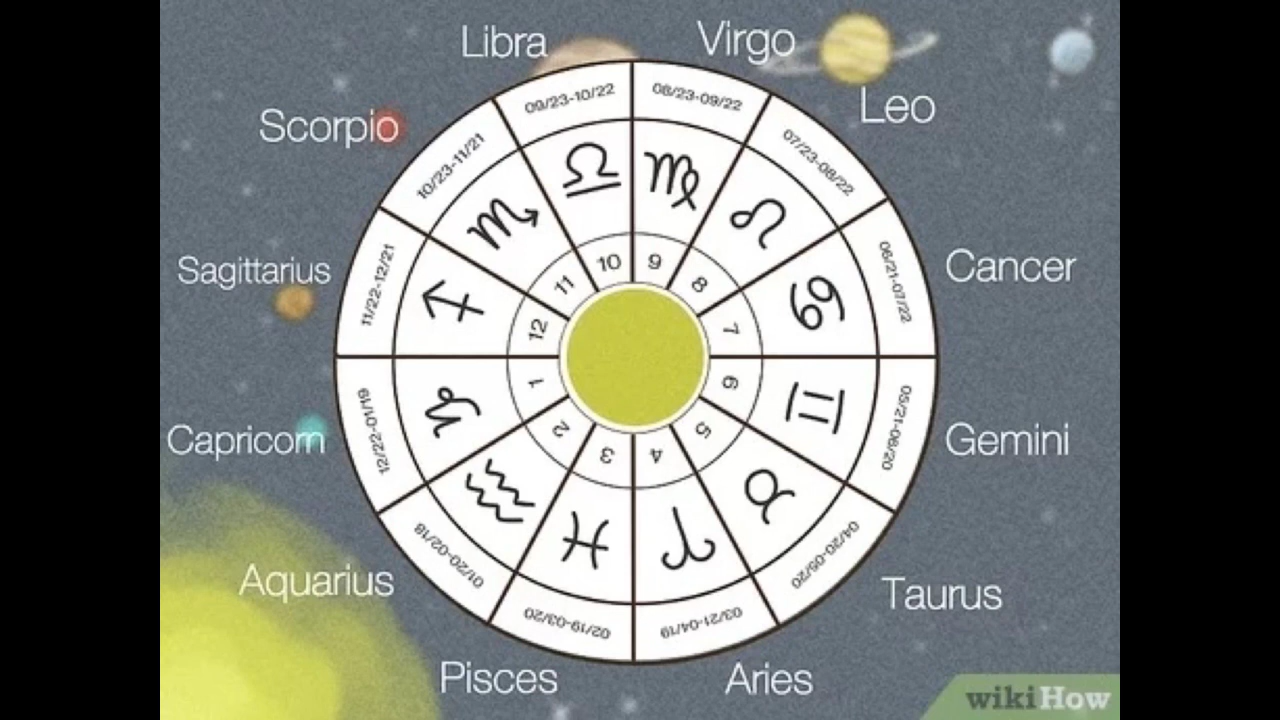 Libra
Virgo
Leo
Scorpio
Sagittarius
Cancer
Capricorn
Gemini
Aquarius
Taurus
Pisces
Aries
09/23-10/22
08/23-09/22
07/23-08/22
06/21-07/22
05/21-06/20
04/20-05/20
03/21-04/19
02/19-03/20
01/20-02/18
12/22-01/19
11/22-12/21
10/23-11/21
10
9
8
7
6
5
4
3
2
1
12
11
wikiHow